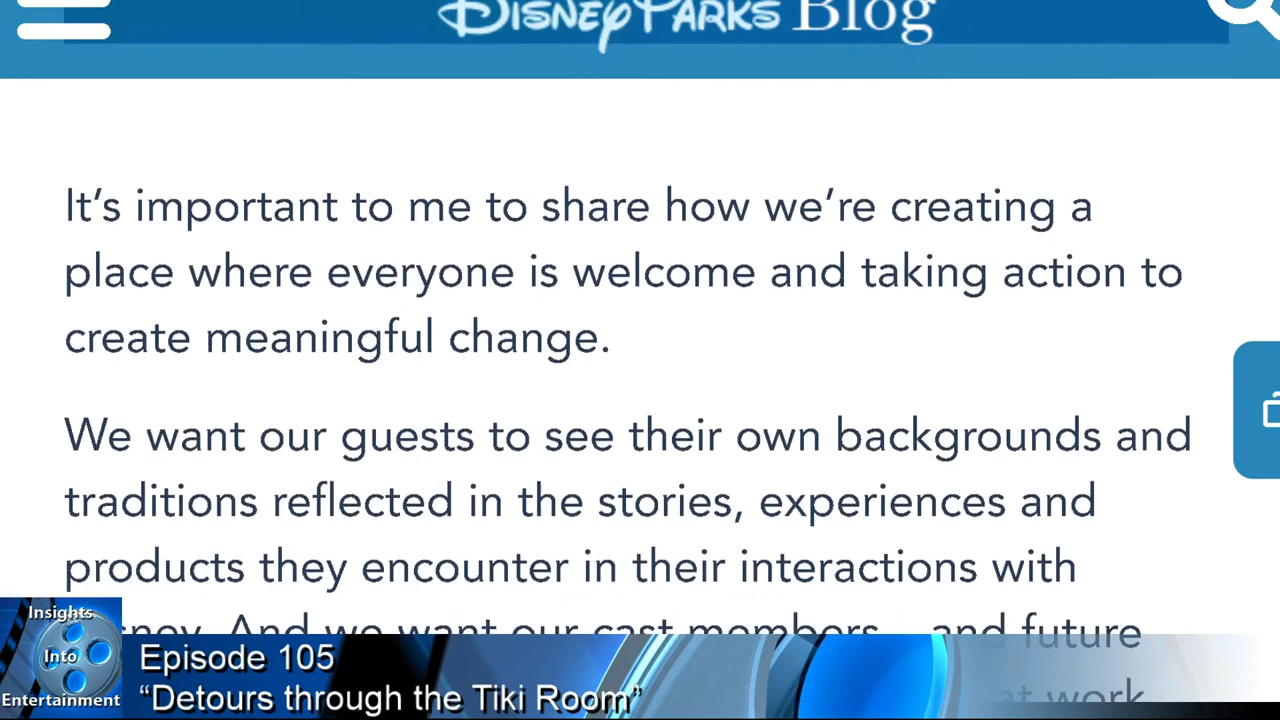 Disney Parks Blog
It’s important to me to share how we’re creating a
place where everyone is welcome and taking action to
create meaningful change.
We want our guests to see their own backgrounds and
traditions reflected in the stories, experiences and
products they encounter in their interactions with
And we want our cast members – and future
at work
Insights
Into
Entertainment
Episode 105
“Detours through the Tiki Room”